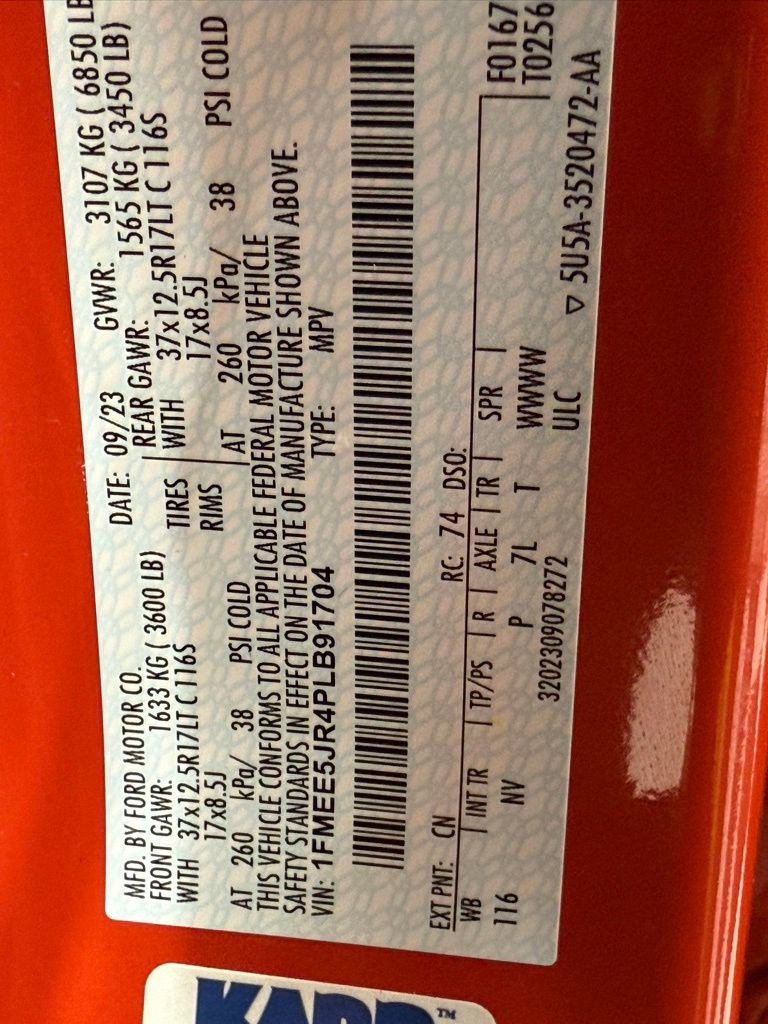 MFD. BY FORD MOTOR CO.
DATE: 09/23 GVWR: 3107 KG ( 6850 LB
FRONT GAWR: 1633 KG ( 3600 LB)
REAR GAWR: 1565 KG ( 3450 LB)
WITH 37x12.5R17LT C 116S TIRES WITH 37x12.5R17LT C 116S
17x8.5J RIMS 17x8.5J
AT 260 kPa/ 38 PSI COLD AT 260 kPa/ 38 PSI COLD
THIS VEHICLE CONFORMS TO ALL APPLICABLE FEDERAL MOTOR VEHICLE
SAFETY STANDARDS IN EFFECT ON THE DATE OF MANUFACTURE SHOWN ABOVE.
VIN: 1FMEE5JR4PLB91704 TYPE: MPV
EXT PNT: CN RC: 74 DSO:
WB | INT TR | TP/PS | R | AXLE | TR | SPR | F0167
116 NV P 7L T WWWW T0256
3202309078272 ULC ▽ 5U5A-3520472-AA
KARR™